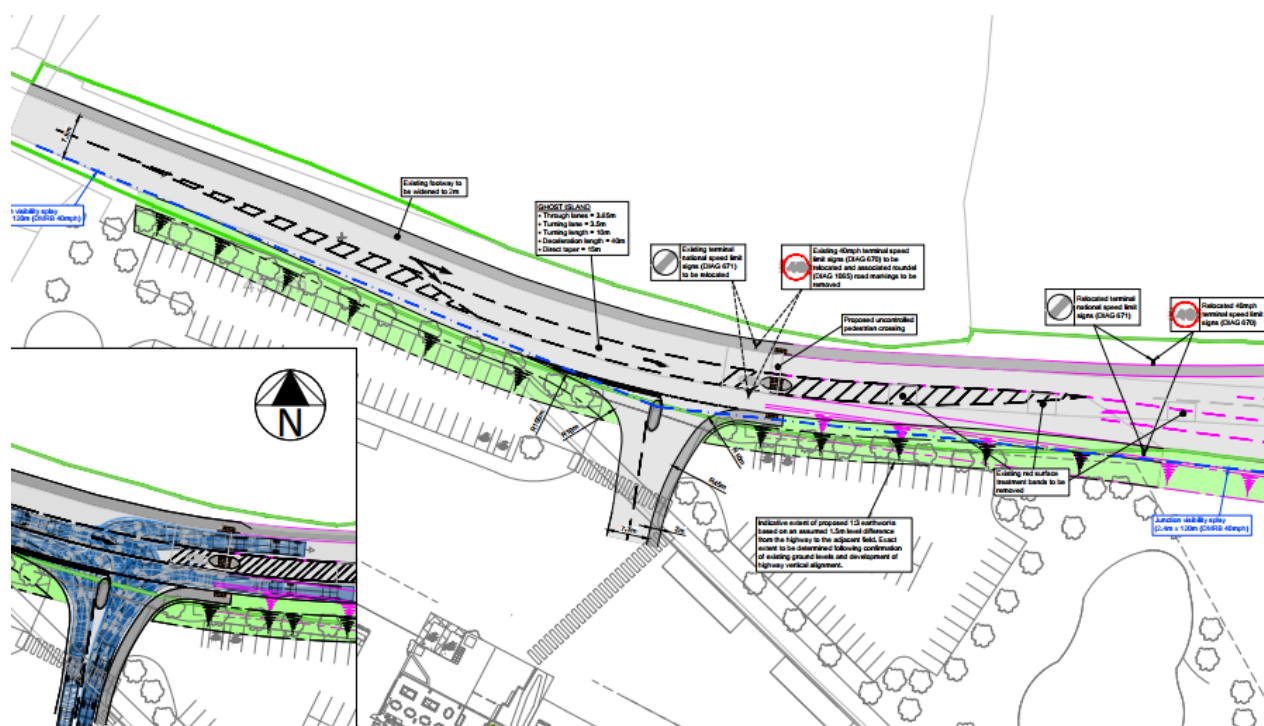 Existing footway to
be widened to 2m
GHOST ISLAND
• Through lanes = 3.65m
• Turning lane = 3.5m
• Turning length = 10m
• Deceleration length = 40m
• Direct taper = 15m
Existing terminal
national speed limit
signs (DIAG 671)
to be relocated
40
Existing 40mph terminal speed
limit signs (DIAG 670) to be
relocated and associated roundel
(DIAG 1065) road markings to be
removed
Proposed uncontrolled
pedestrian crossing
Relocated terminal
national speed limit
signs (DIAG 671)
40
Relocated 40mph
terminal speed limit
signs (DIAG 670)
visibility splay
120m (DMRB 40mph)
Existing red surface
treatment bands to be
removed
Junction visibility splay
(2.4m x 120m (DMRB 40mph)
Indicative extent of proposed 1:3 earthworks
based on an assumed 1.5m level difference
from the highway to the adjacent field. Exact
extent to be determined following confirmation
of existing ground levels and development of
highway vertical alignment.
2m
N